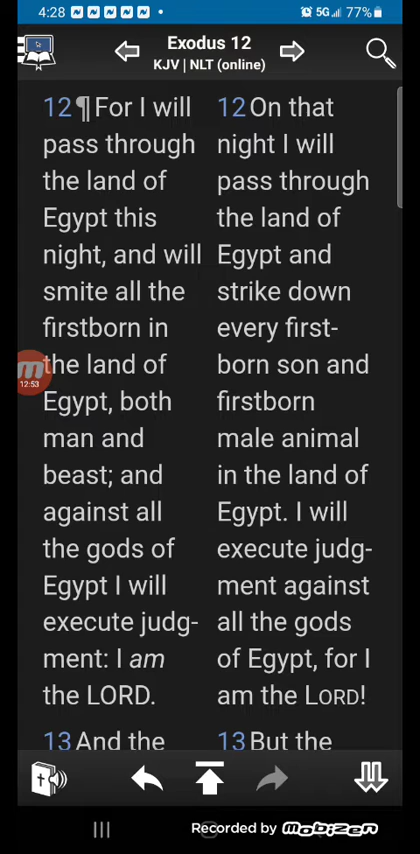 4:28 5G 77%
Exodus 12
KJV | NLT (online)
12 ¶ For I will
pass through
the land of
Egypt this
night, and will
smite all the
firstborn in
the land of
Egypt, both
man and
beast; and
against all
the gods of
Egypt I will
execute judg-
ment: I am
the LORD.
13 And the
12 On that
night I will
pass through
the land of
Egypt and
strike down
every first-
born son and
firstborn
male animal
in the land of
Egypt. I will
execute judg-
ment against
all the gods
of Egypt, for I
am the LORD!
13 But the
12:53
Recorded by mobizen